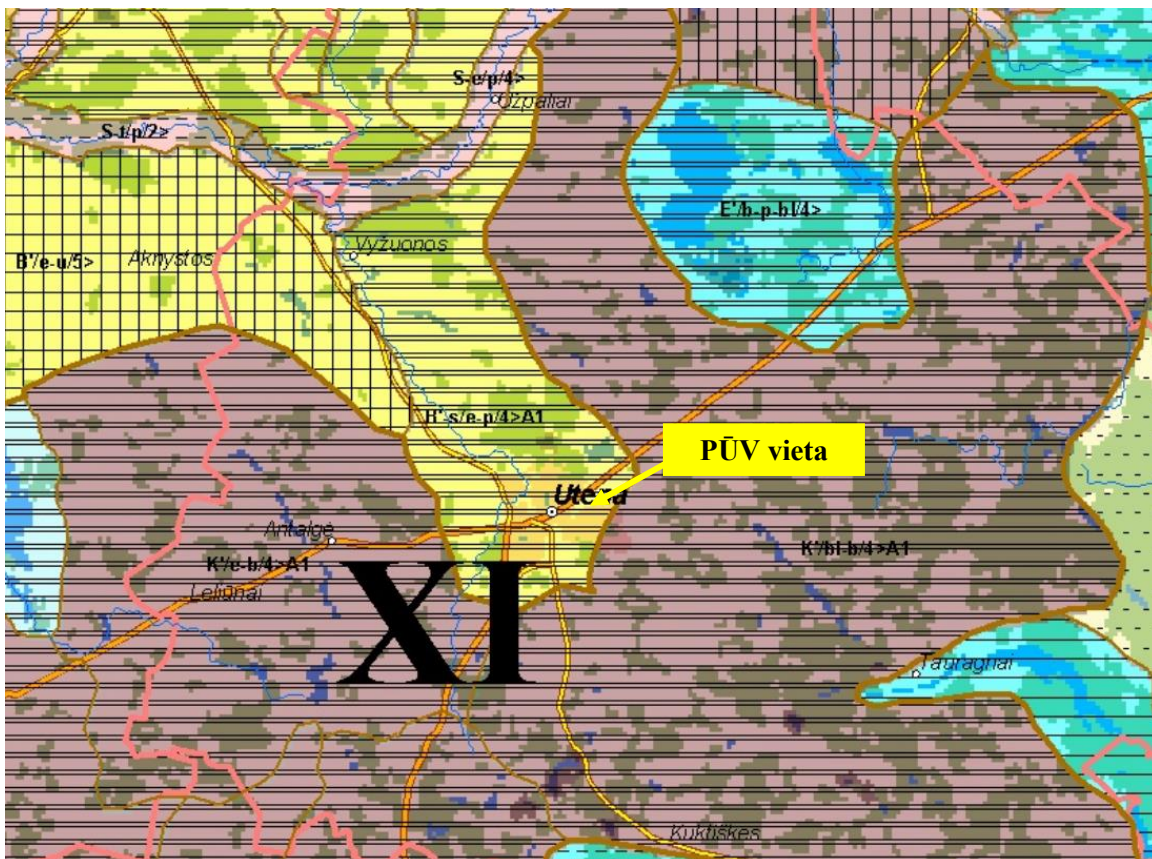 S-e/p/4>
Užpaliai
S-t/p/2>
E'/b-p-bl/4>
Vyžuonos
B'/e-u/5>
Aknystos
B'-s/e-p/4>A1
PŪV vieta
Utena
Antalgė
K'/e-b/4>A1
K'/bl-b/4>A1
Leliūnai
XI
Tauragnai
Kuktiškės